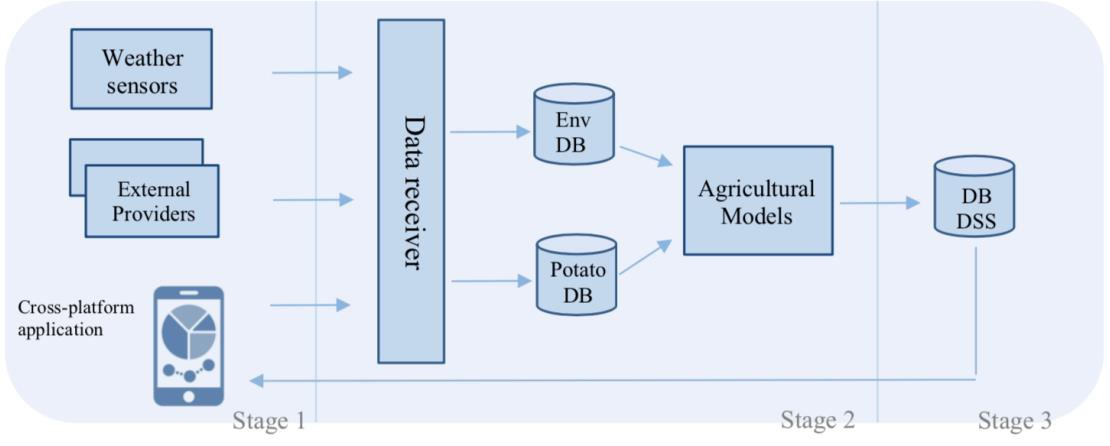 Weather
sensors
External
Providers
Cross-platform
application
Data receiver
Env
DB
Potato
DB
Agricultural
Models
DB
DSS
Stage 1
Stage 2
Stage 3